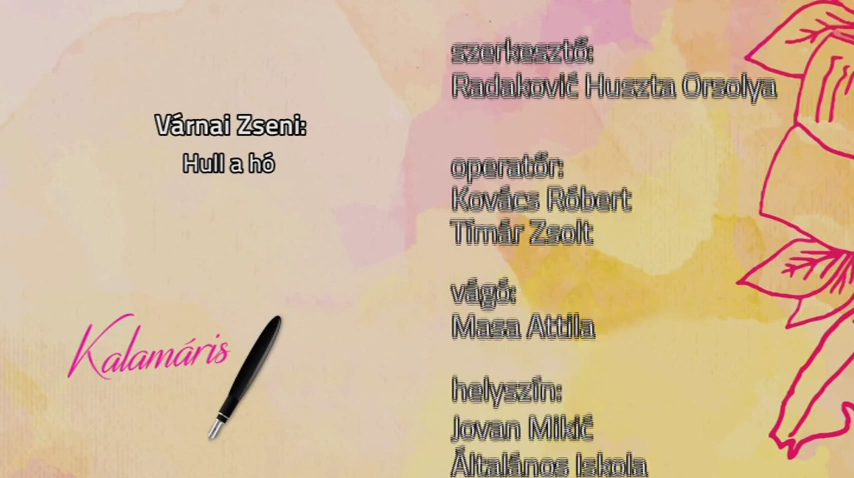 Várnai Zseni:
Hull a hó
Kalamáris
szerkesztő:
Radaković Huszta Orsolya
operatőr:
Kovács Róbert
Timár Zsolt
vágó:
Masa Attila
helyszín:
Jovan Mikić
Általános Iskola